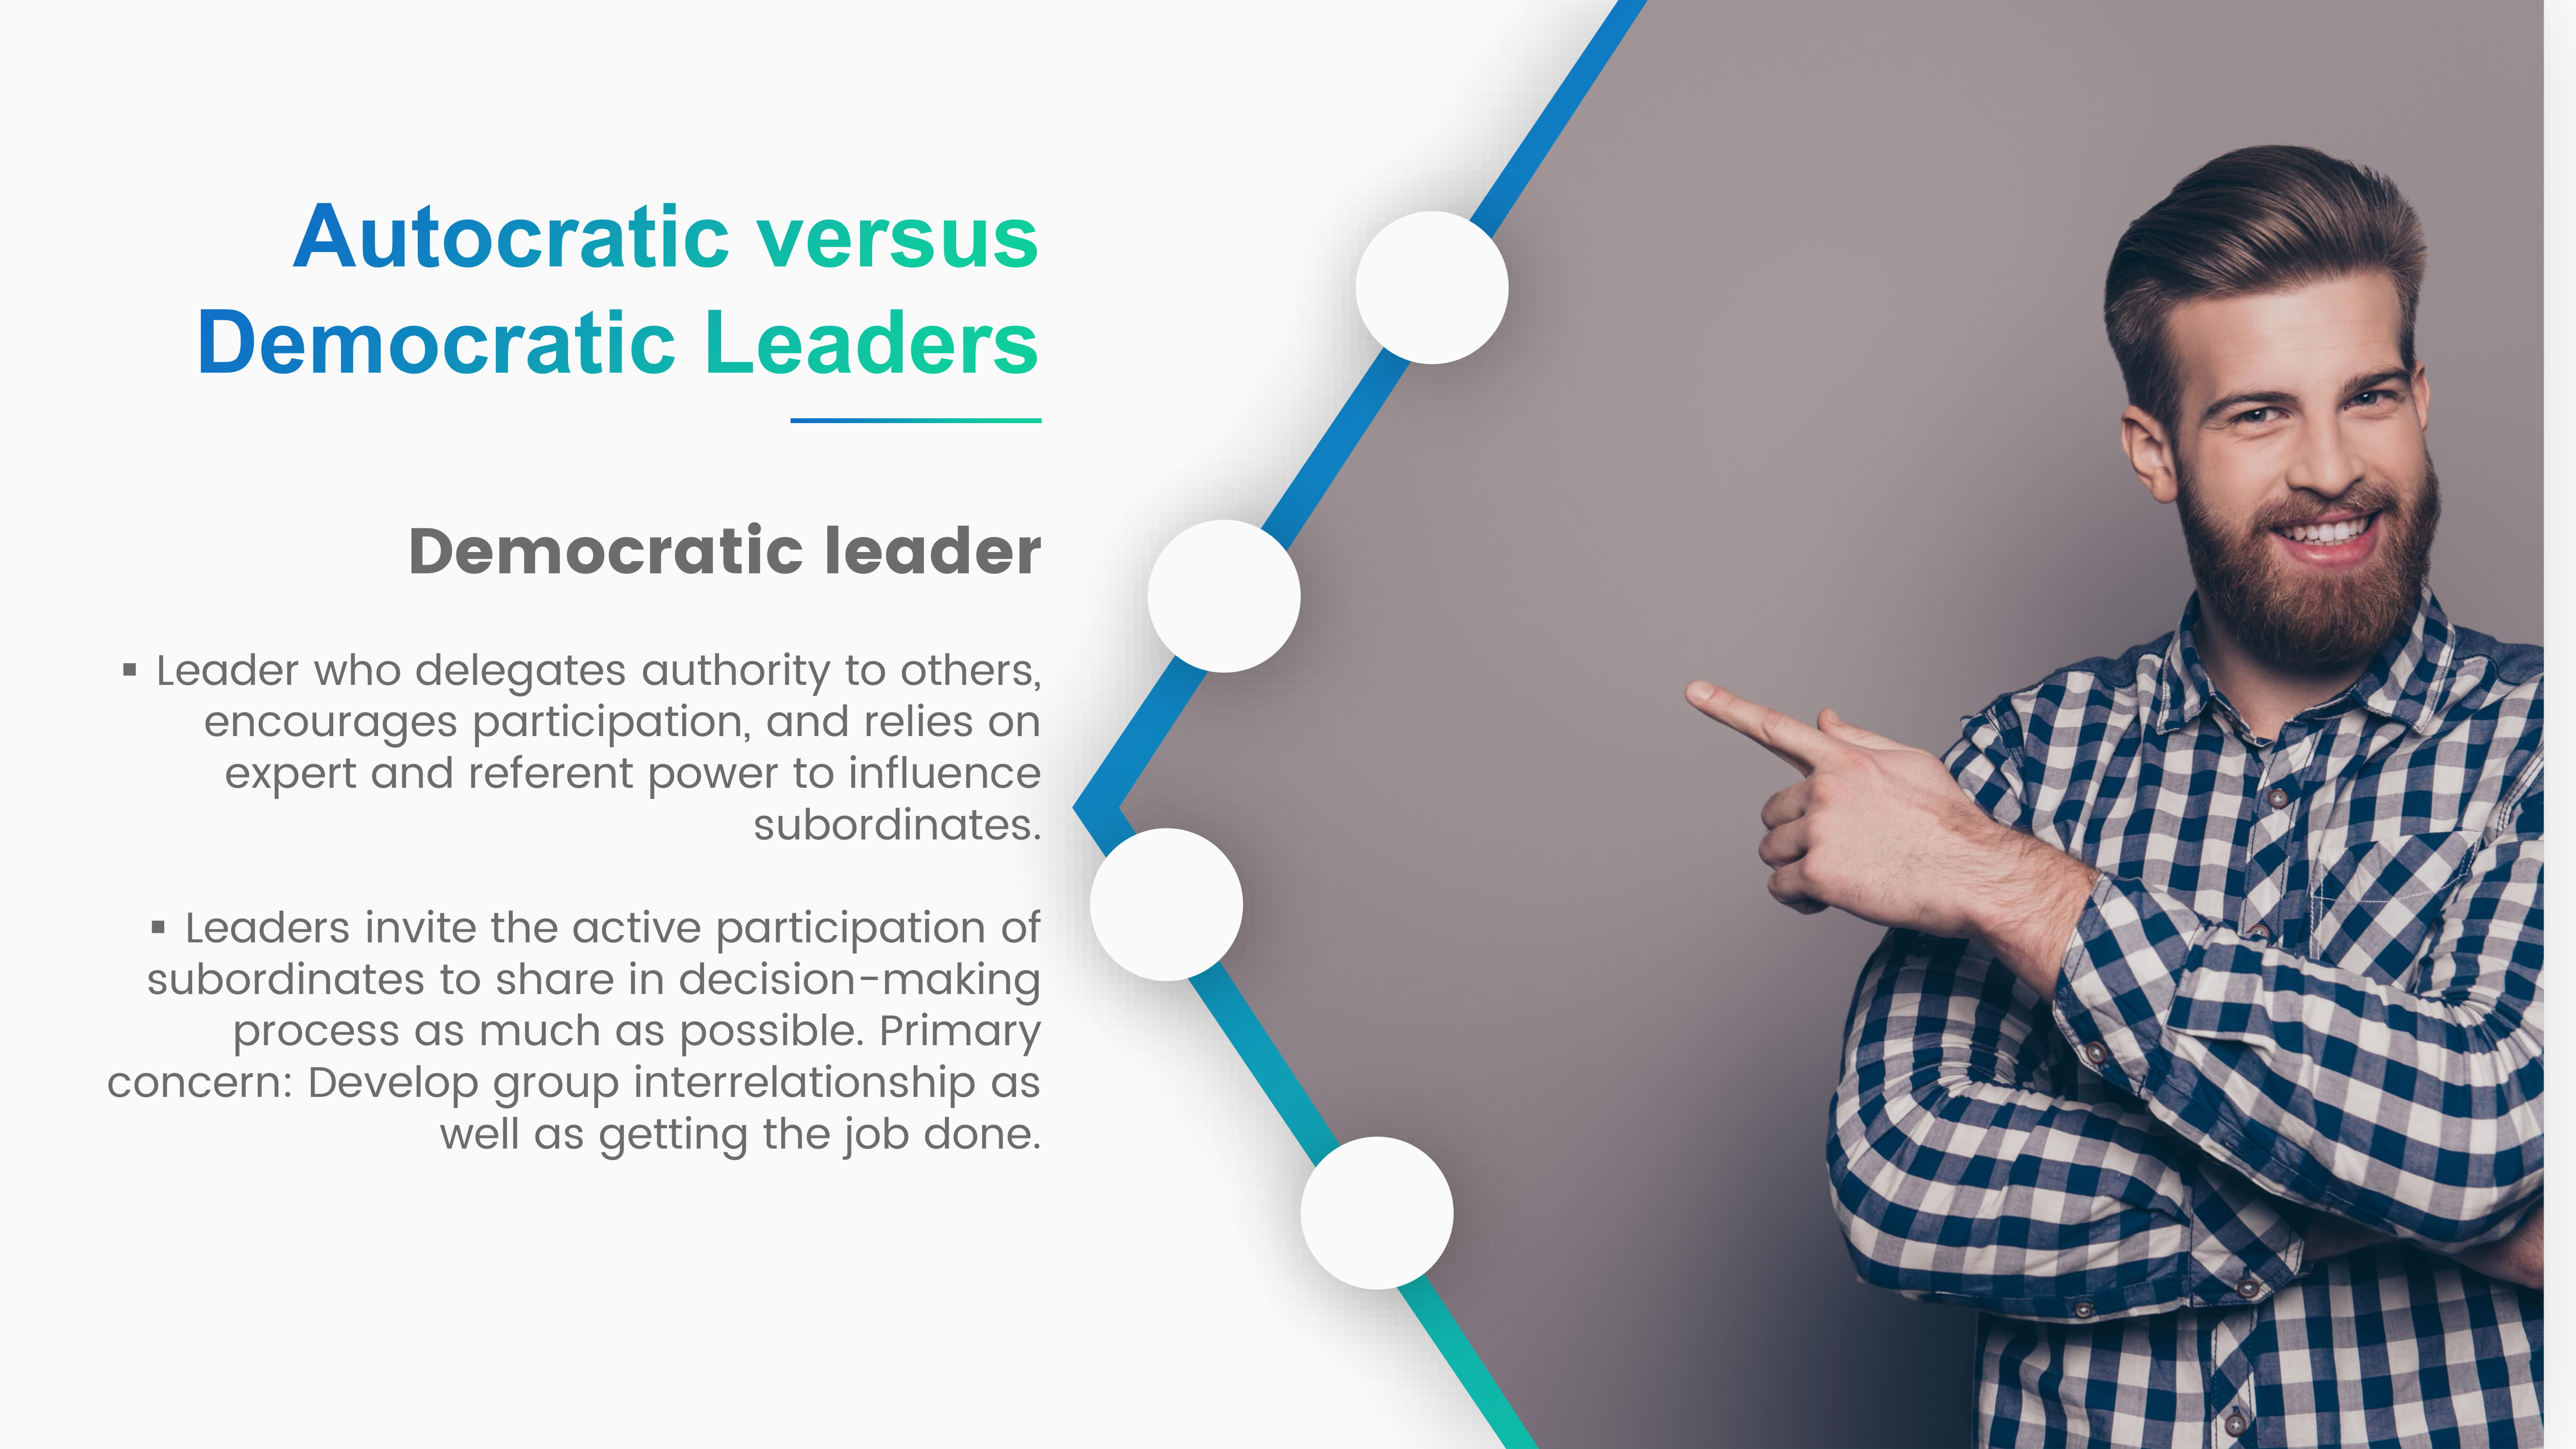 Autocratic versus
Democratic Leaders
Democratic leader
▪ Leader who delegates authority to others,
encourages participation, and relies on
expert and referent power to influence
subordinates.
▪ Leaders invite the active participation of
subordinates to share in decision-making
process as much as possible. Primary
concern: Develop group interrelationship as
well as getting the job done.